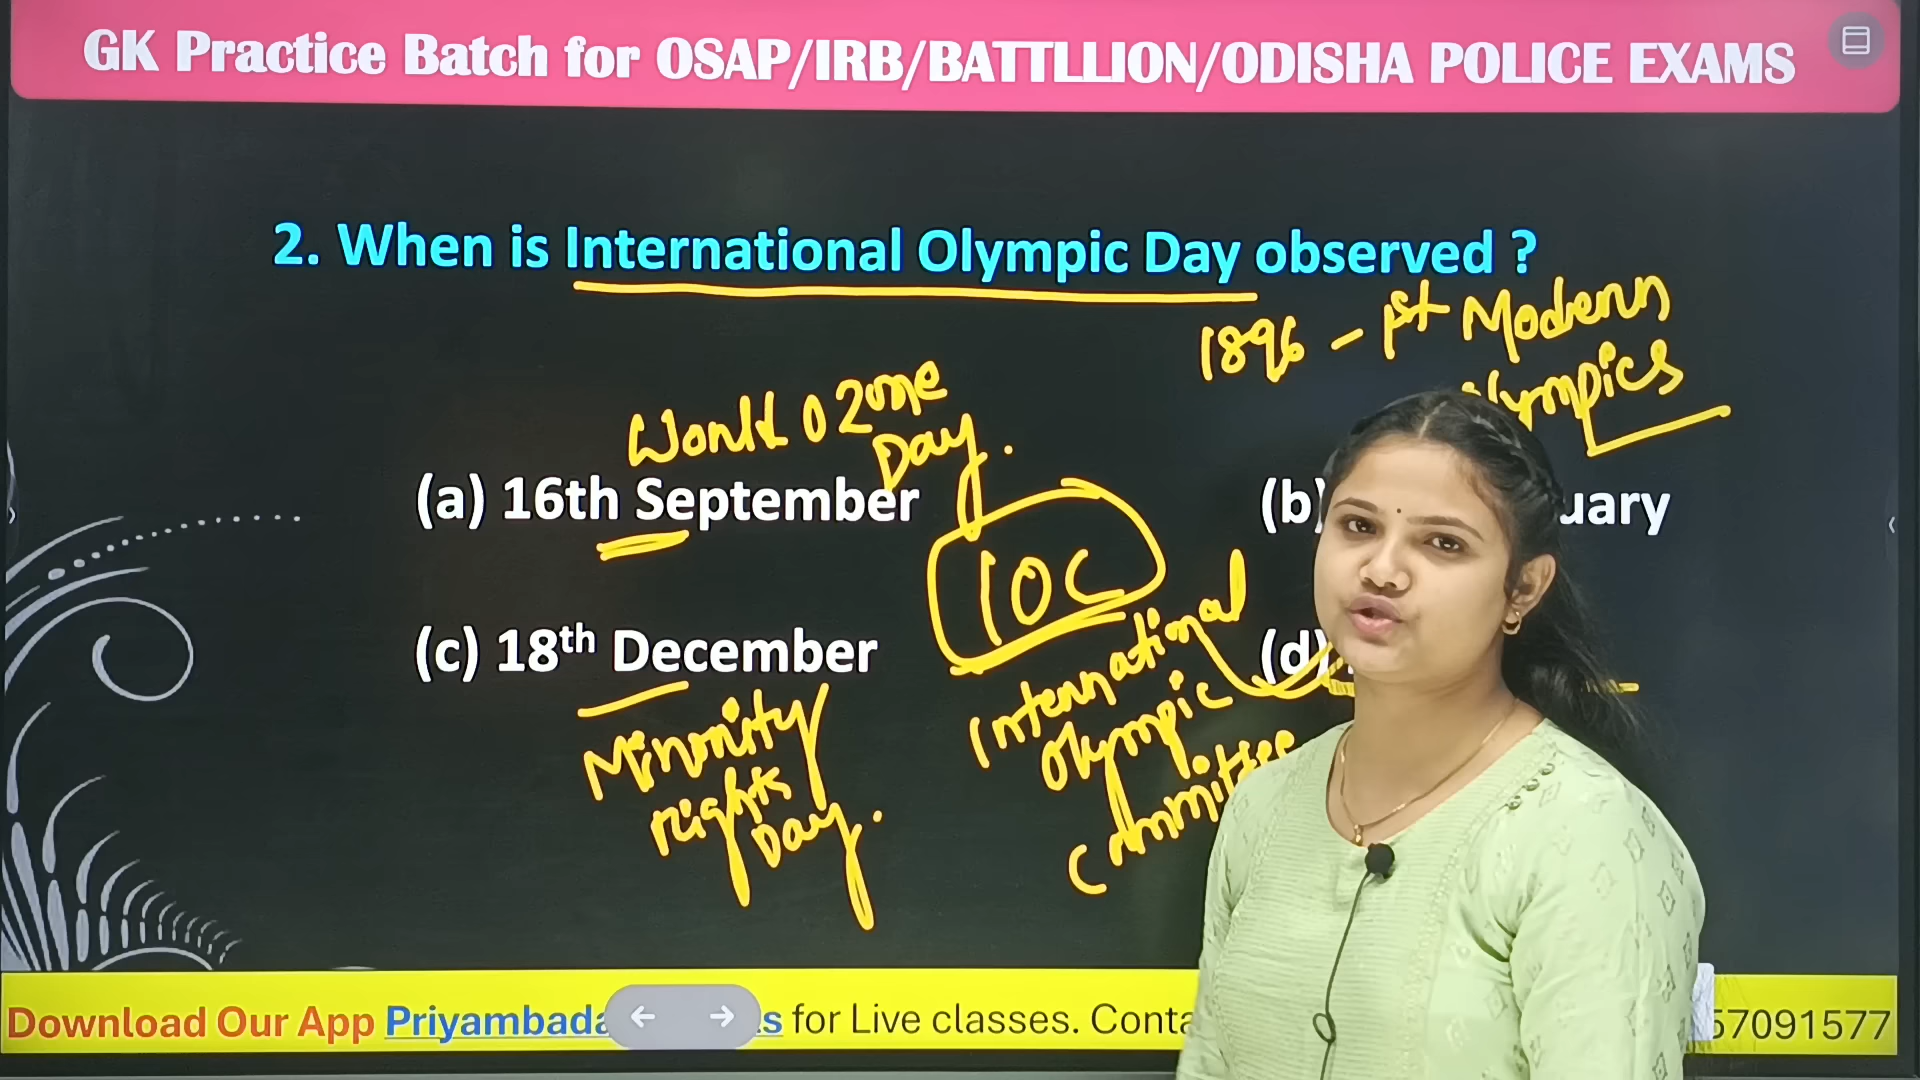 GK Practice Batch for OSAP/IRB/BATTLLION/ODISHA POLICE EXAMS
2. When is International Olympic Day observed ?
1896 - 1st Modern
Olympics
World Ozone
Day.
(a) 16th September
(b)
uary
IOC
(c) 18th December
(d)
International
Olympic
Committee
Minority
rights
Day.
Download Our App Priyambada
s for Live classes. Conta
57091577